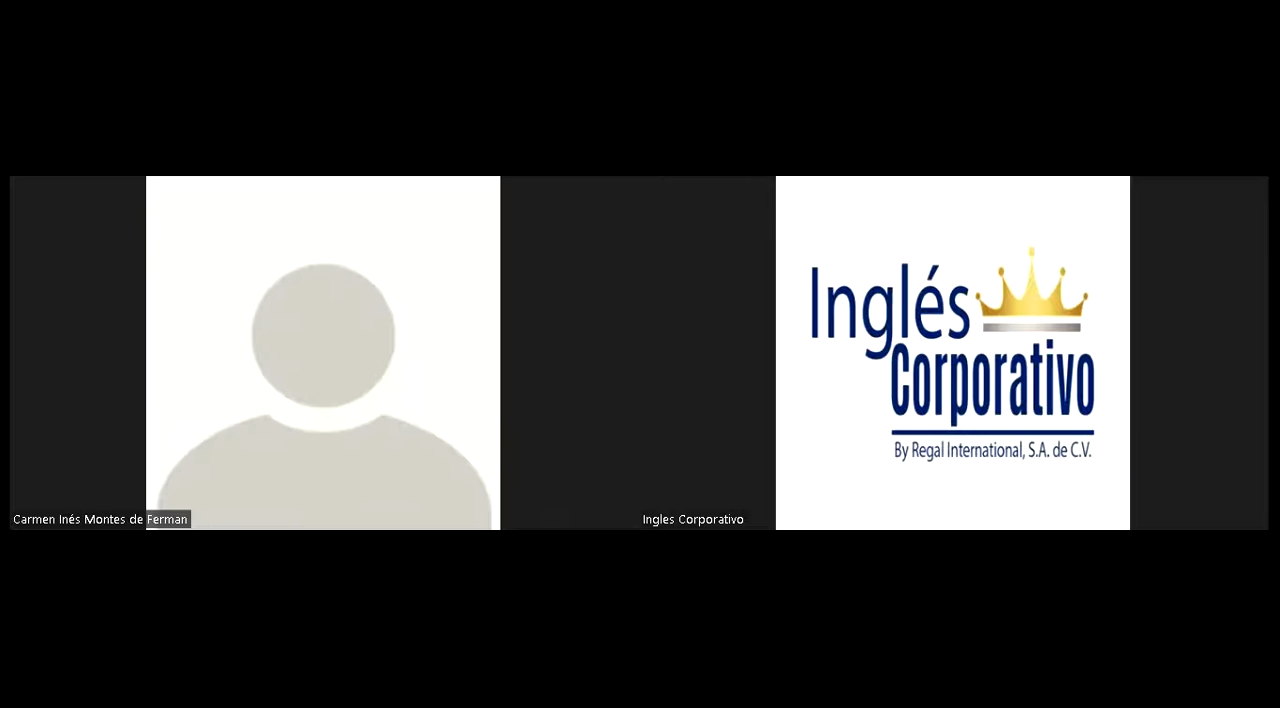 Inglés
Corporativo
By Regal International, S.A. de C.V.
Carmen Inés Montes de Ferman
Ingles Corporativo